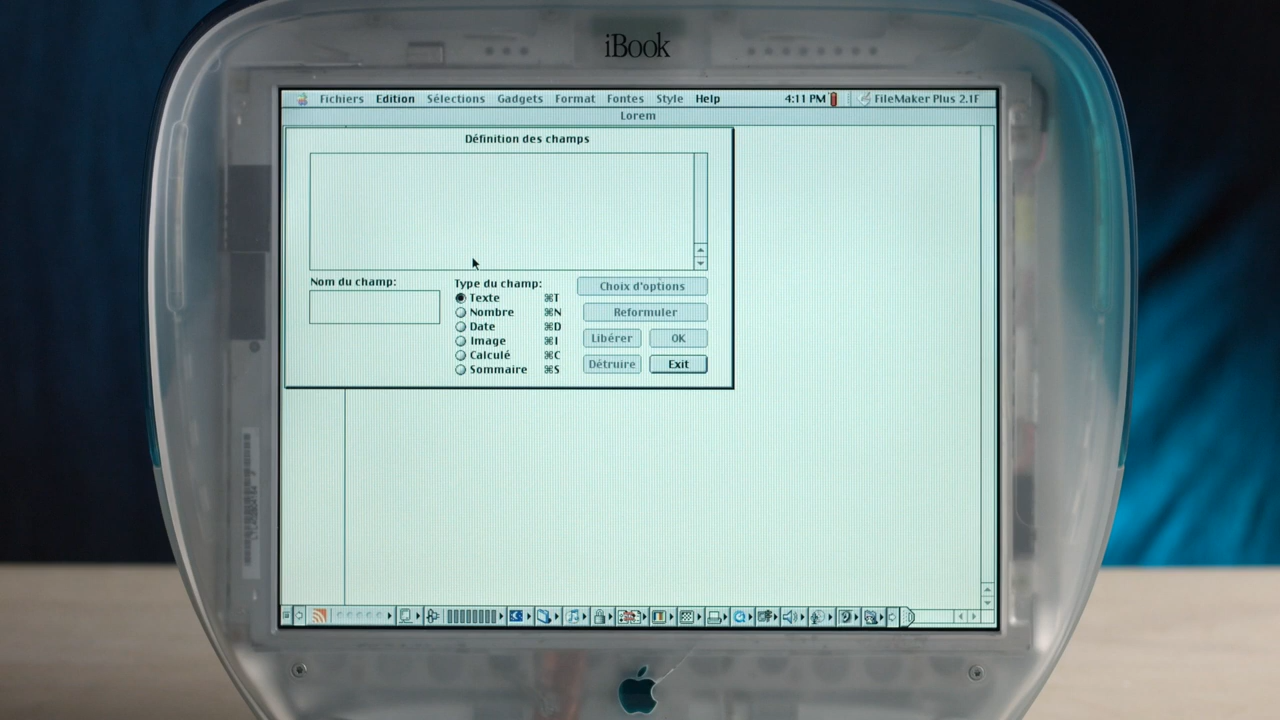 iBook
Fichiers Edition Sélections Gadgets Format Fontes Style Help 4:11 PM FileMaker Plus 2.1F
Lorem
Définition des champs
Nom du champ:
Type du champ:
Texte ⌘T
Nombre ⌘N
Date ⌘D
Image ⌘I
Calculé ⌘C
Sommaire ⌘S
Choix d'options
Reformuler
Libérer OK
Détruire Exit